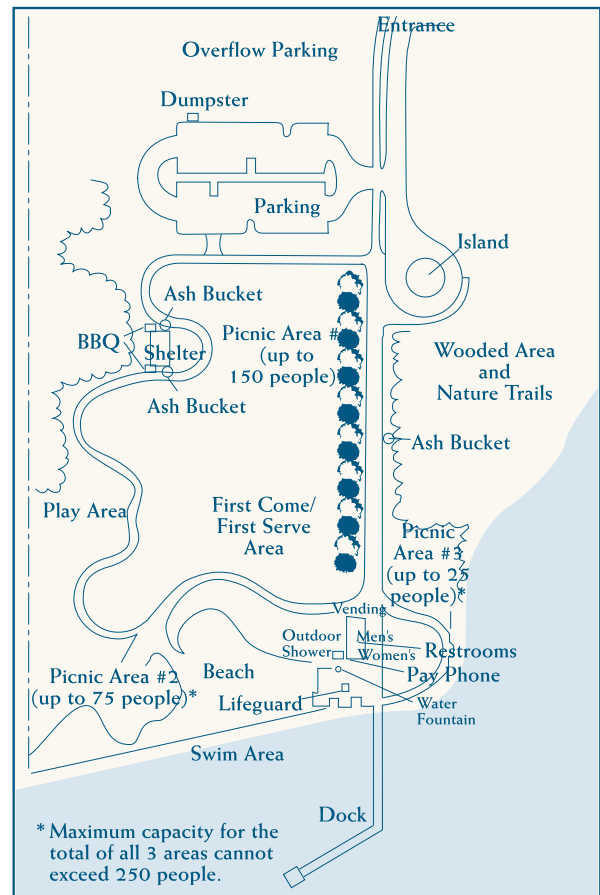 Entrance
Overflow Parking
Dumpster
Parking
Island
Ash Bucket
BBQ
Shelter
Picnic Area #
(up to
150 people)
Wooded Area
and
Nature Trails
Ash Bucket
Ash Bucket
Play Area
First Come/
First Serve
Area
Picnic
Area #3
(up to 25
people)*
Vending
Outdoor
Shower
Men's
Women's
Restrooms
Pay Phone
Picnic Area #2
(up to 75 people)*
Beach
Lifeguard
Water
Fountain
Swim Area
Dock
* Maximum capacity for the
total of all 3 areas cannot
exceed 250 people.